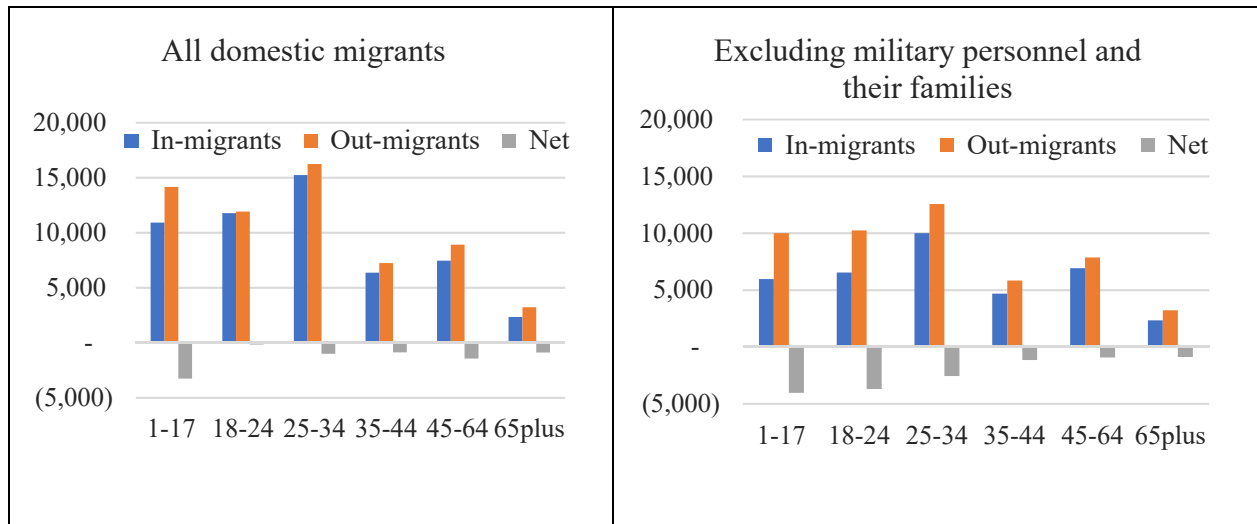 All domestic migrants
20,000
In-migrants Out-migrants Net
15,000
10,000
5,000
-
(5,000)
1-17 18-24 25-34 35-44 45-64 65plus
Excluding military personnel and
their families
20,000
In-migrants Out-migrants Net
15,000
10,000
5,000
-
(5,000)
1-17 18-24 25-34 35-44 45-64 65plus